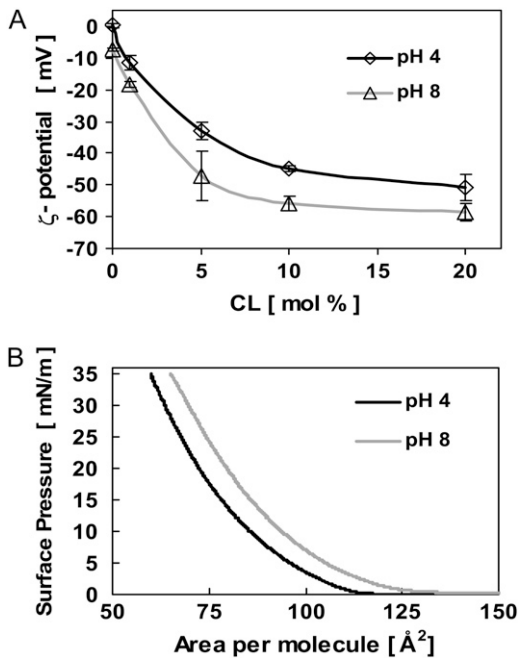 A
ζ - potential [ mV]
0
-10
-20
-30
-40
-50
-60
-70
pH 4
pH 8
0
5
10
15
20
CL [ mol % ]
B
Surface Pressure [ mN/m ]
35
30
25
20
15
10
5
0
pH 4
pH 8
50
75
100
125
150
Area per molecule [ Å2 ]